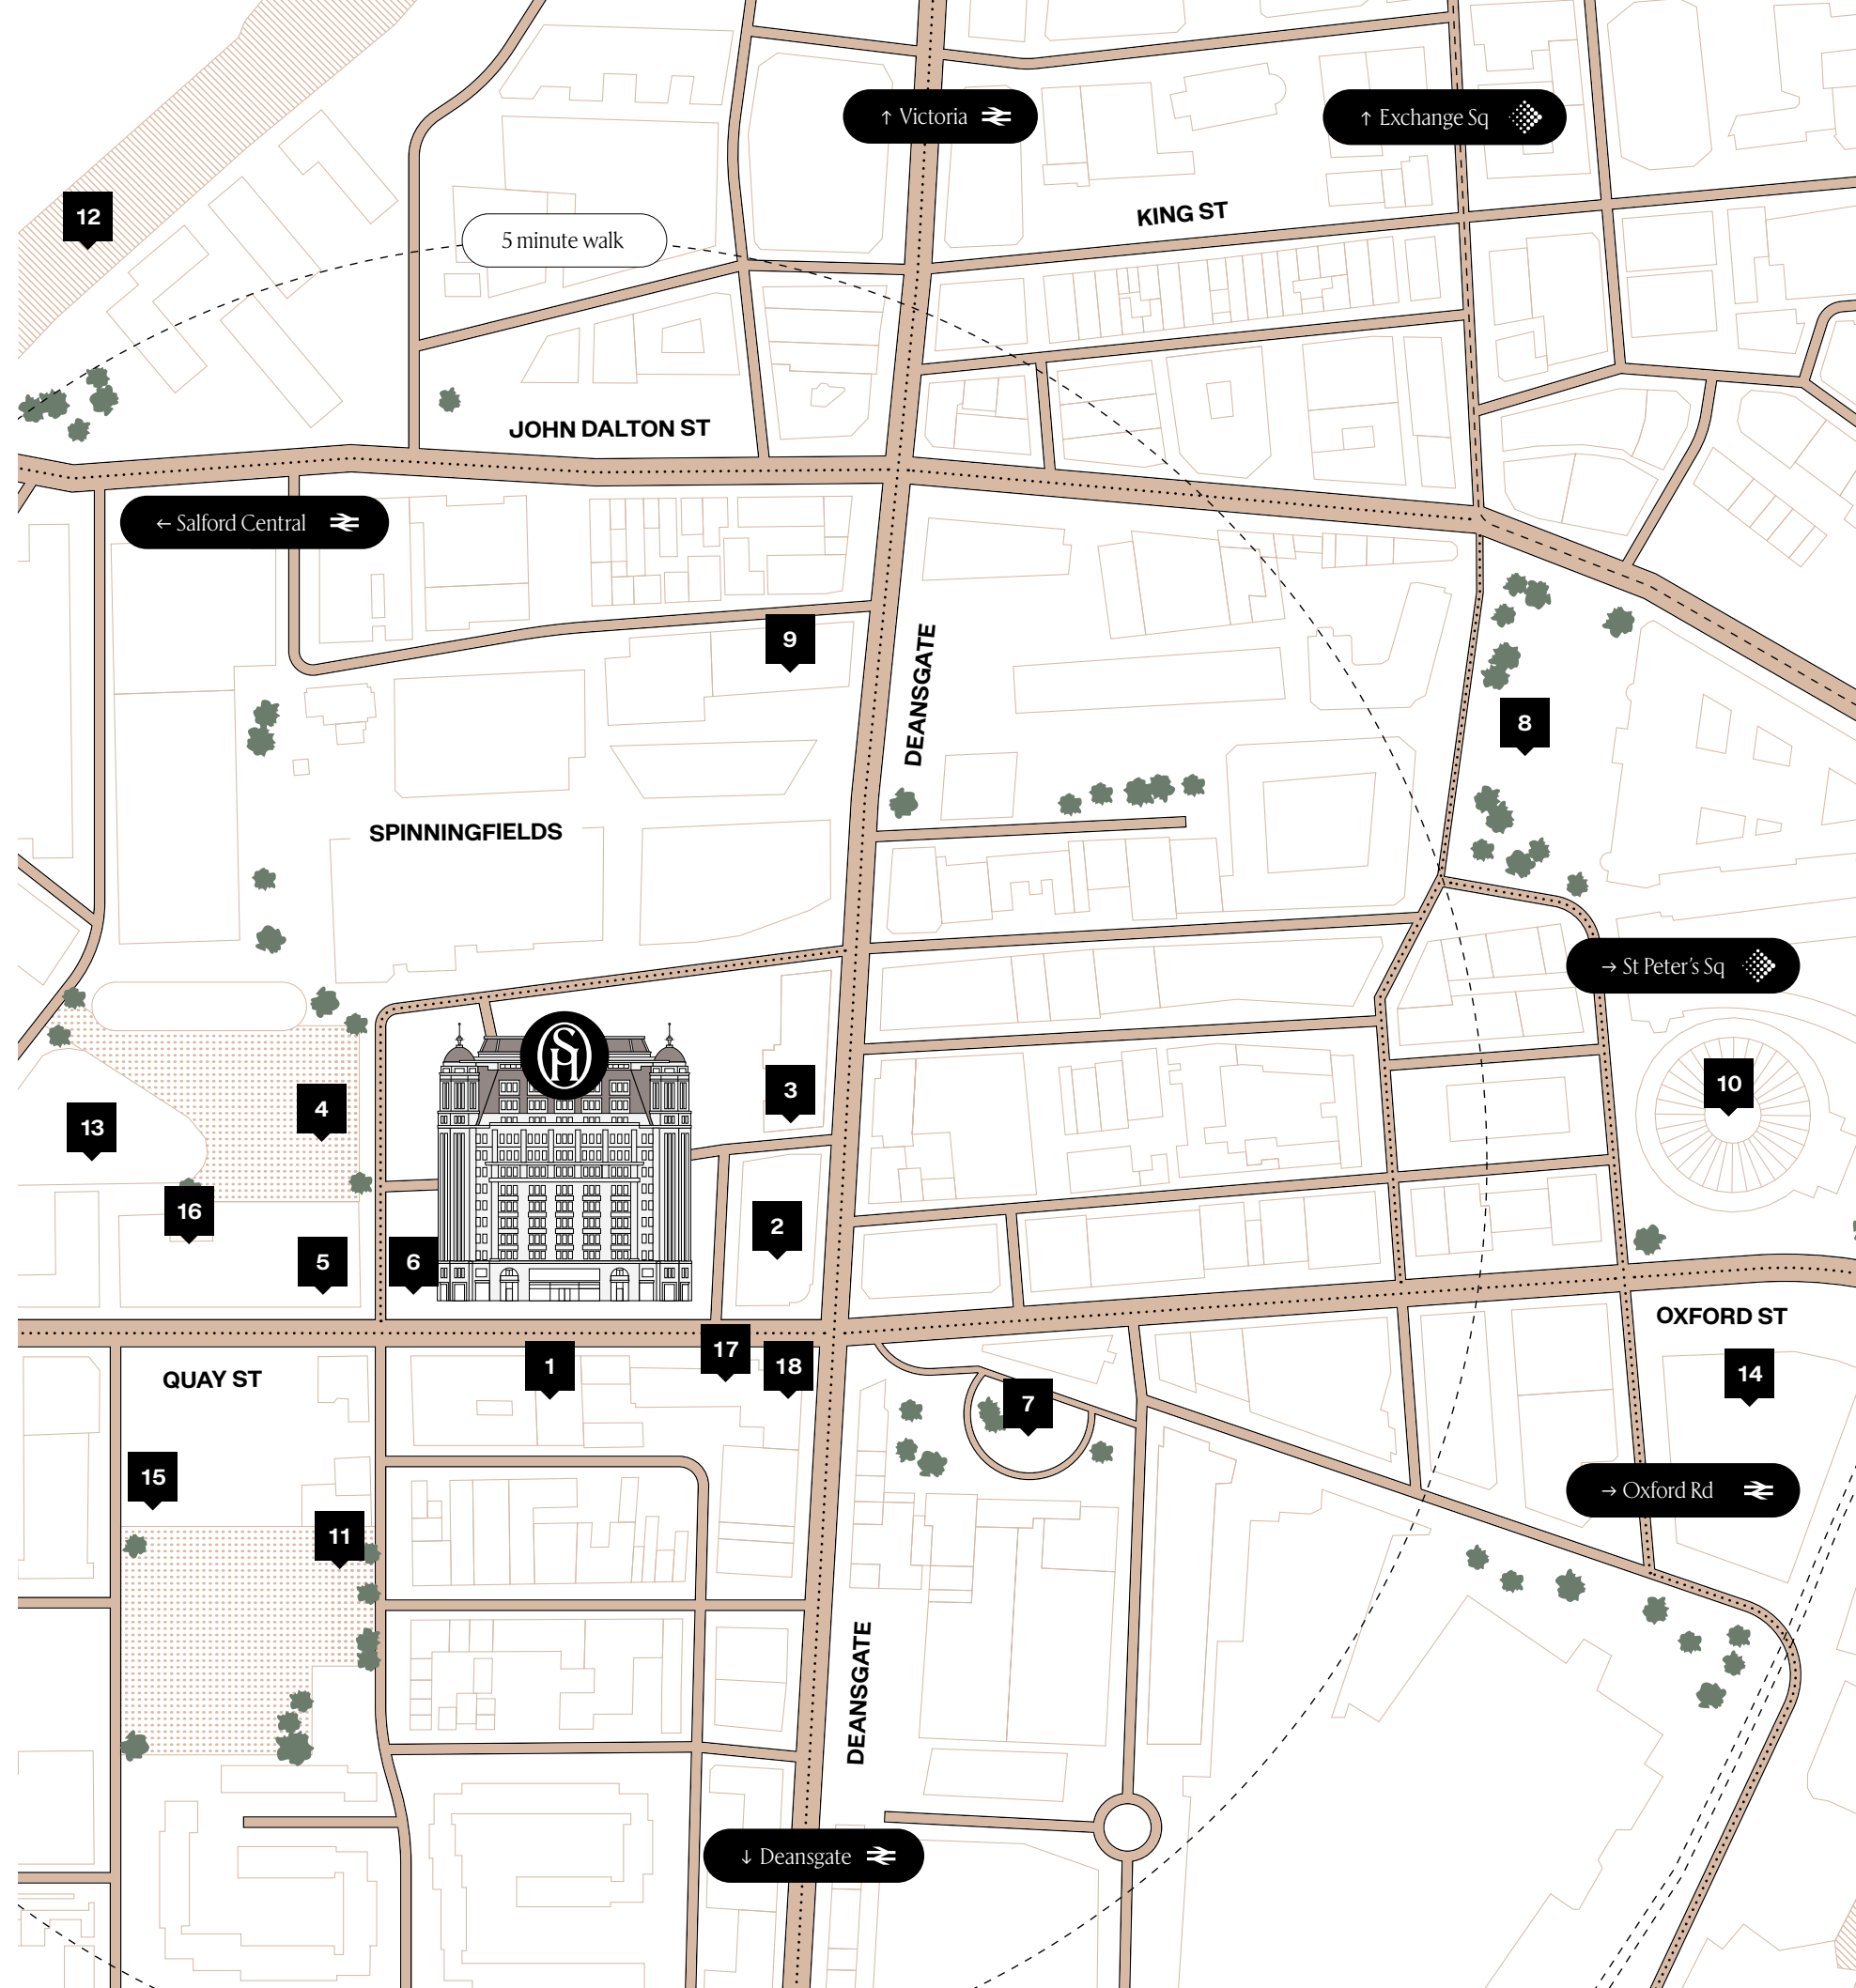 ↑ Victoria
↑ Exchange Sq
12
KING ST
5 minute walk
JOHN DALTON ST
← Salford Central
9
DEANSGATE
8
SPINNINGFIELDS
→ St Peter's Sq
SH
10
3
4
13
16
2
5
6
OXFORD ST
17
1
18
14
QUAY ST
7
15
→ Oxford Rd
11
DEANSGATE
↓ Deansgate